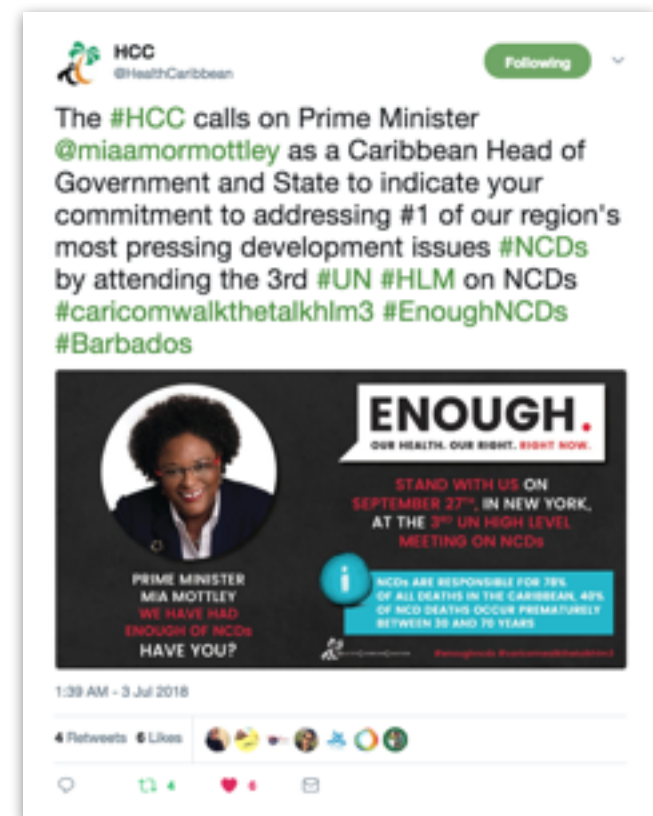 HCC
@HealthCaribbean
Following
The #HCC calls on Prime Minister
@miaamormottley as a Caribbean Head of
Government and State to indicate your
commitment to addressing #1 of our region's
most pressing development issues #NCDs
by attending the 3rd #UN #HLM on NCDs
#caricomwalkthetalkhlm3 #EnoughNCDs
#Barbados
ENOUGH.
OUR HEALTH. OUR RIGHT. RIGHT NOW.
STAND WITH US ON
SEPTEMBER 27TH, IN NEW YORK,
AT THE 3RD UN HIGH LEVEL
MEETING ON NCDs
PRIME MINISTER
MIA MOTTLEY
WE HAVE HAD
ENOUGH OF NCDs
HAVE YOU?
i
NCDs ARE RESPONSIBLE FOR 78%
OF ALL DEATHS IN THE CARIBBEAN, 40%
OF NCD DEATHS OCCUR PREMATURELY
BETWEEN 30 AND 70 YEARS
#enoughncds #caricomwalkthetalkhlm3
1:39 AM - 3 Jul 2018
4 Retweets 6 Likes
4 6